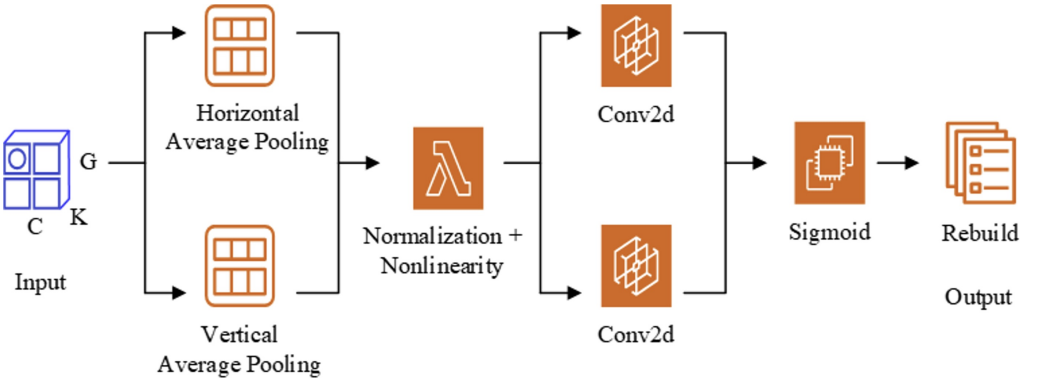 Horizontal
Average Pooling
Conv2d
G
K
C
Input
Normalization +
Nonlinearity
Sigmoid
Rebuild
Output
Vertical
Average Pooling
Conv2d